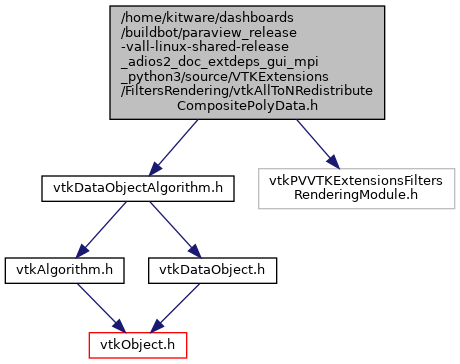 /home/kitware/dashboards
/buildbot/paraview_release
-vall-linux-shared-release
_adios2_doc_extdeps_gui_mpi
_python3/source/VTKExtensions
/FiltersRendering/vtkAllToNRedistribute
CompositePolyData.h
vtkDataObjectAlgorithm.h
vtkPVVTKExtensionsFilters
RenderingModule.h
vtkAlgorithm.h
vtkDataObject.h
vtkObject.h